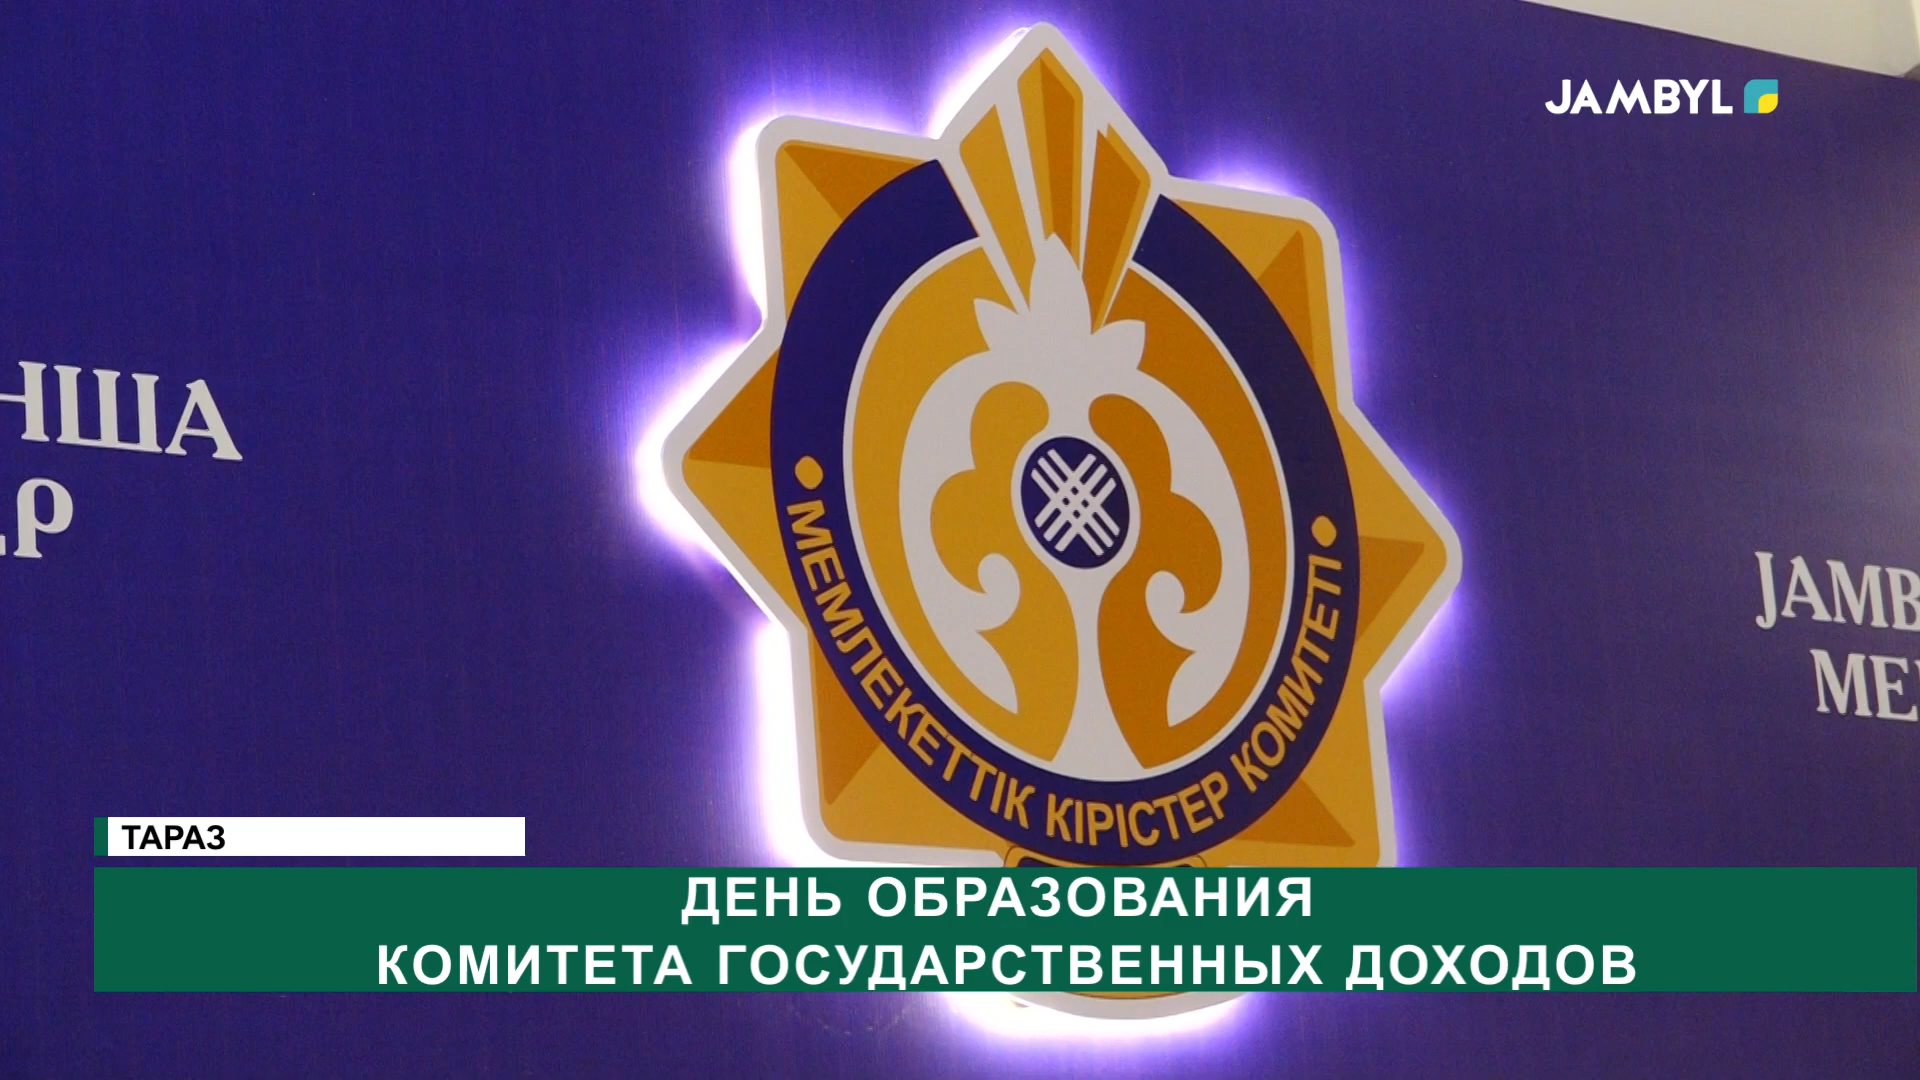 JAMBYL
МЕМЛЕКЕТТІК КІРІСТЕР КОМИТЕТІ
ТАРАЗ
ДЕНЬ ОБРАЗОВАНИЯ
КОМИТЕТА ГОСУДАРСТВЕННЫХ ДОХОДОВ